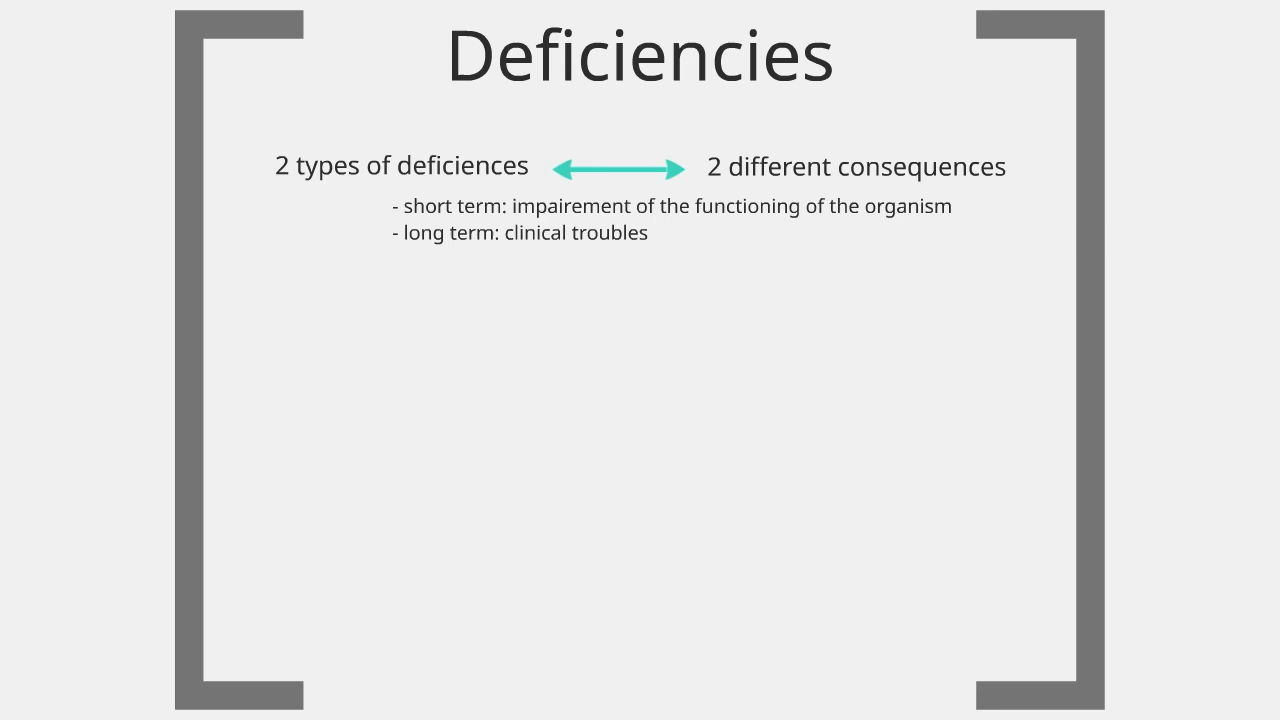 Deficiencies
2 types of deficiences
2 different consequences
- short term: impairement of the functioning of the organism
- long term: clinical troubles